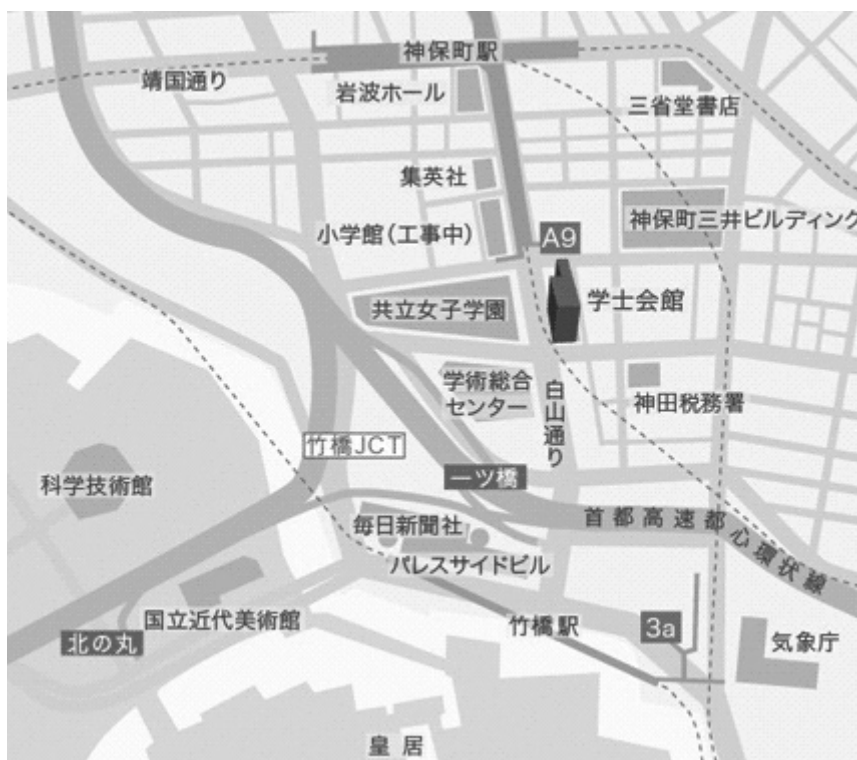 神保町駅
靖国通り
岩波ホール
三省堂書店
集英社
神保町三井ビルディング
小学館(工事中)
A9
学士会館
共立女子学園
学術総合
センター
白山通り
神田税務署
竹橋JCT
一ツ橋
科学技術館
毎日新聞社
首都高速都心環状線
パレスサイドビル
国立近代美術館
竹橋駅
3a
北の丸
気象庁
皇居